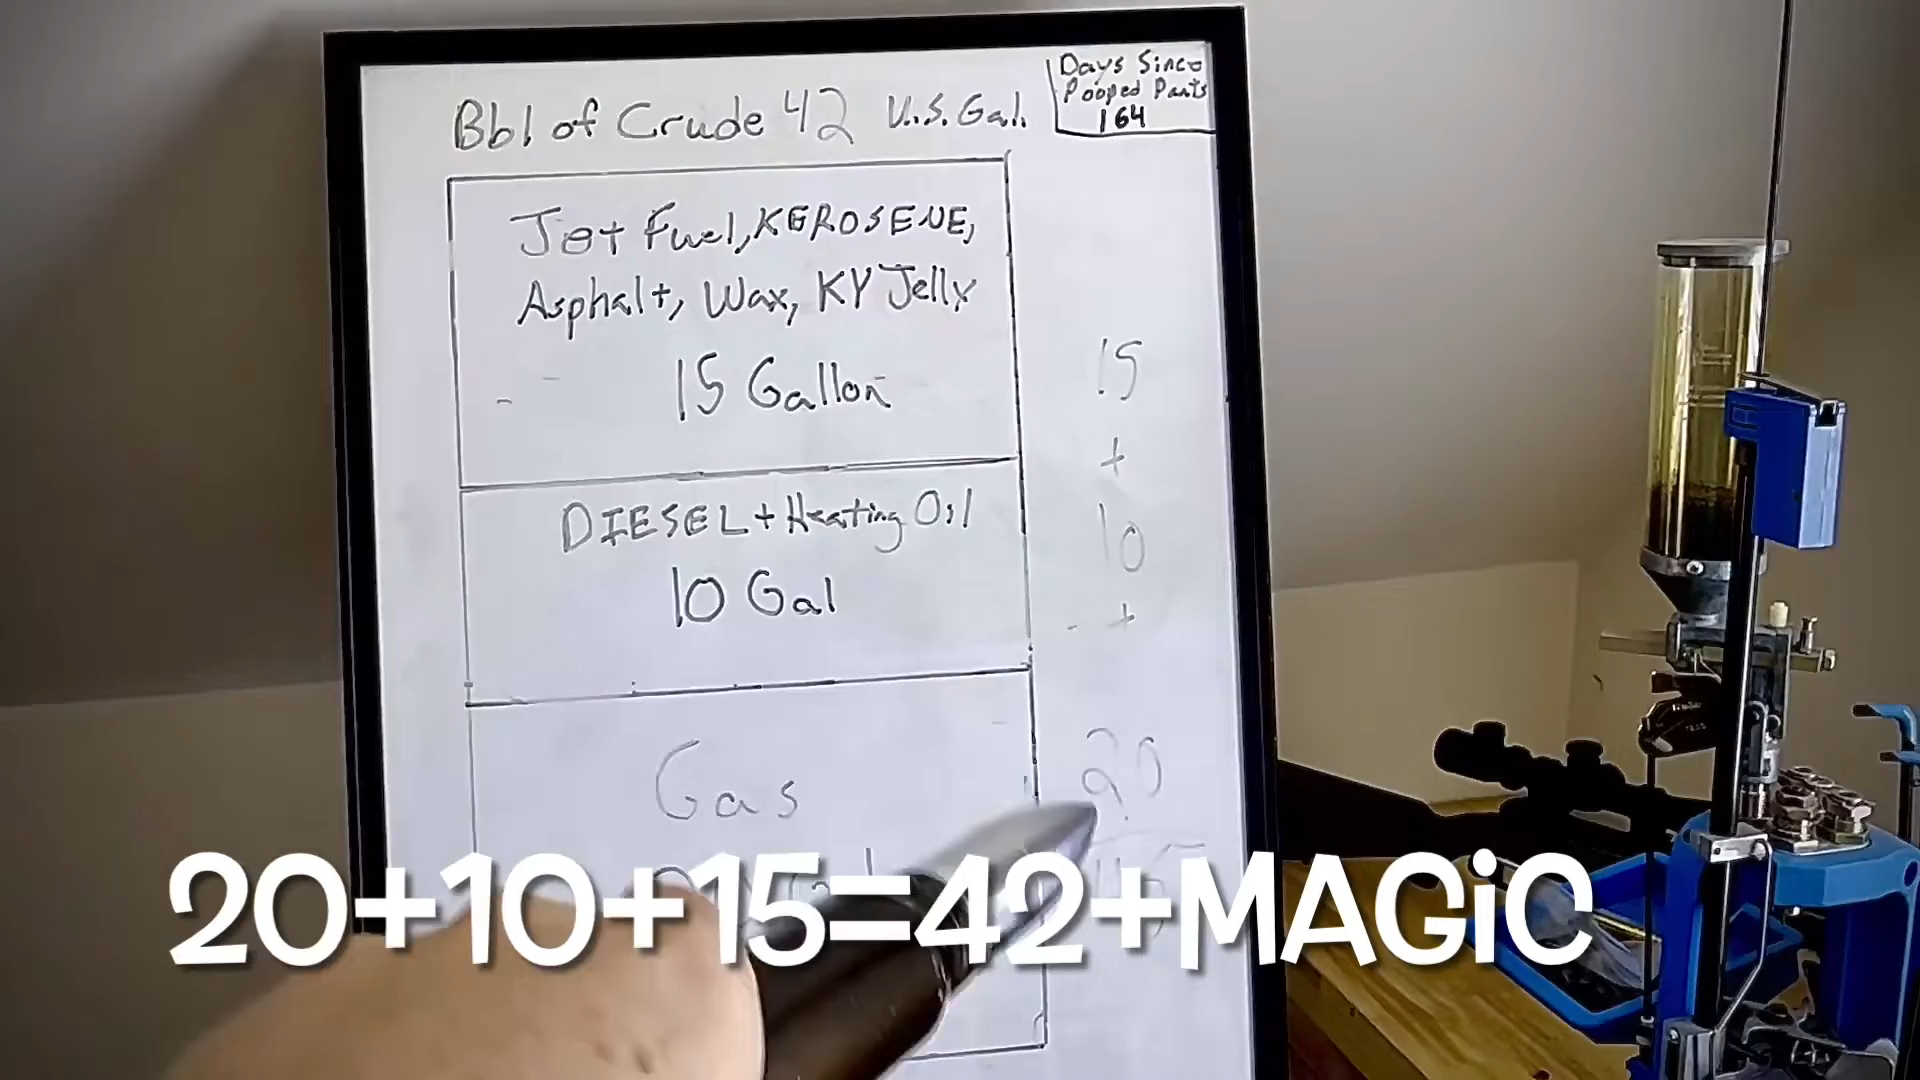 Bbl of Crude 42 U.S. Gal.
Days Since
Pooped Pants
164
Jet Fuel, KEROSENE,
Asphalt, Wax, KY Jelly
15 Gallon
15
+
DIESEL + Heating Oil
10 Gal
10
+
Gas
20
20+10+15=42+MAGiC